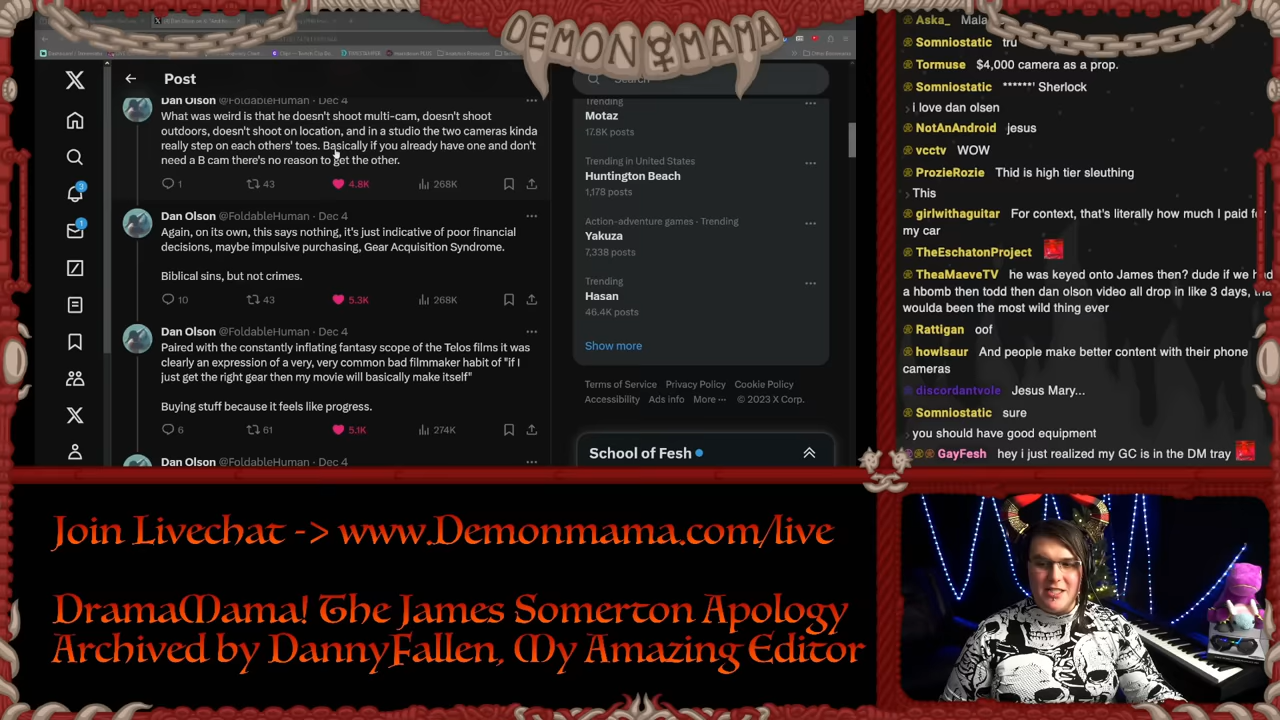 DEMON MAMA
Post
Search
Dan Olson @FoldableHuman · Dec 4
What was weird is that he doesn't shoot multi-cam, doesn't shoot
outdoors, doesn't shoot on location, and in a studio the two cameras kinda
really step on each others' toes. Basically if you already have one and don't
need a B cam there's no reason to get the other.
1 43 4.8K 268K
Dan Olson @FoldableHuman · Dec 4
Again, on its own, this says nothing, it's just indicative of poor financial
decisions, maybe impulsive purchasing, Gear Acquisition Syndrome.
Biblical sins, but not crimes.
10 43 5.3K 268K
Dan Olson @FoldableHuman · Dec 4
Paired with the constantly inflating fantasy scope of the Telos films it was
clearly an expression of a very, very common bad filmmaker habit of "if I
just get the right gear then my movie will basically make itself"
Buying stuff because it feels like progress.
6 61 5.1K 274K
Dan Olson @FoldableHuman · Dec 4
3
1
Trending
Motaz
17.8K posts
Trending in United States
Huntington Beach
1,178 posts
Action-adventure games · Trending
Yakuza
7,338 posts
Trending
Hasan
46.4K posts
Show more
Terms of Service Privacy Policy Cookie Policy
Accessibility Ads info More ··· © 2023 X Corp.
School of Fesh
Aska_ Mala
Somniostatic tru
Tormuse $4,000 camera as a prop.
Somniostatic ******' Sherlock
i love dan olsen
NotAnAndroid jesus
vcctv WOW
ProzieRozie Thid is high tier sleuthing
This
girlwithaguitar For context, that's literally how much I paid for
my car
TheEschatonProject
TheaMaeveTV he was keyed onto James then? dude if we had
a hbomb then todd then dan olson video all drop in like 3 days,
woulda been the most wild thing ever
Rattigan oof
howlsaur And people make better content with their phone
cameras
discordantvole Jesus Mary...
Somniostatic sure
you should have good equipment
GayFesh hey i just realized my GC is in the DM tray
Join Livechat -> www.Demonmama.com/live
DramaMama! The James Somerton Apology
Archived by DannyFallen, My Amazing Editor